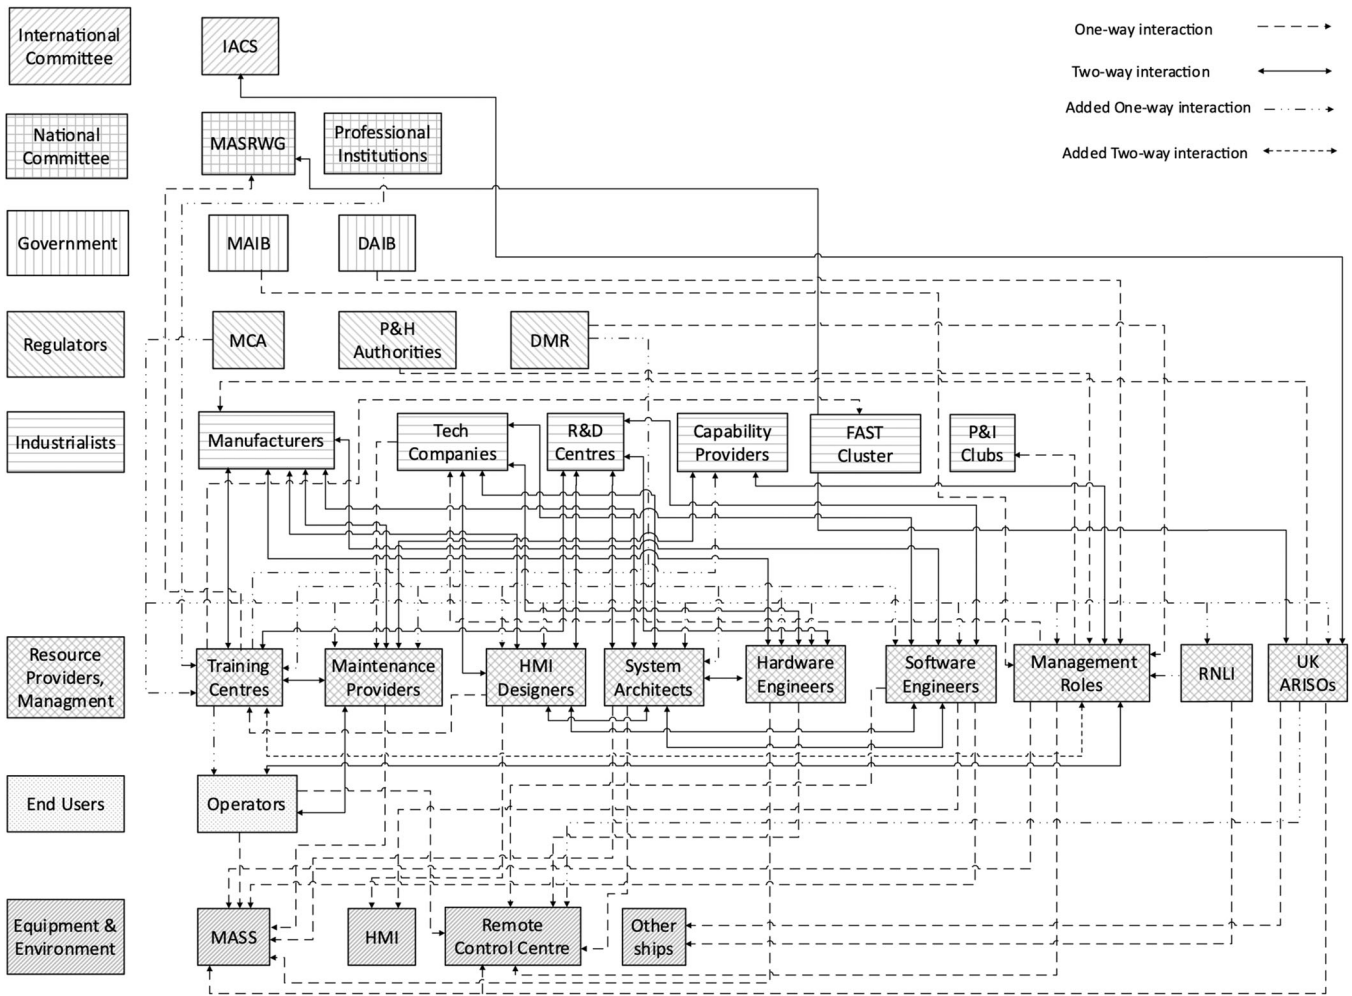 International
Committee
IACS
One-way interaction
Two-way interaction
Added One-way interaction
Added Two-way interaction
National
Committee
MASRWG
Professional
Institutions
Government
MAIB
DAIB
Regulators
MCA
P&H
Authorities
DMR
Industrialists
Manufacturers
Tech
Companies
R&D
Centres
Capability
Providers
FAST
Cluster
P&I
Clubs
Resource
Providers,
Managment
Training
Centres
Maintenance
Providers
HMI
Designers
System
Architects
Hardware
Engineers
Software
Engineers
Management
Roles
RNLI
UK
ARISOs
End Users
Operators
Equipment &
Environment
MASS
HMI
Remote
Control Centre
Other
ships